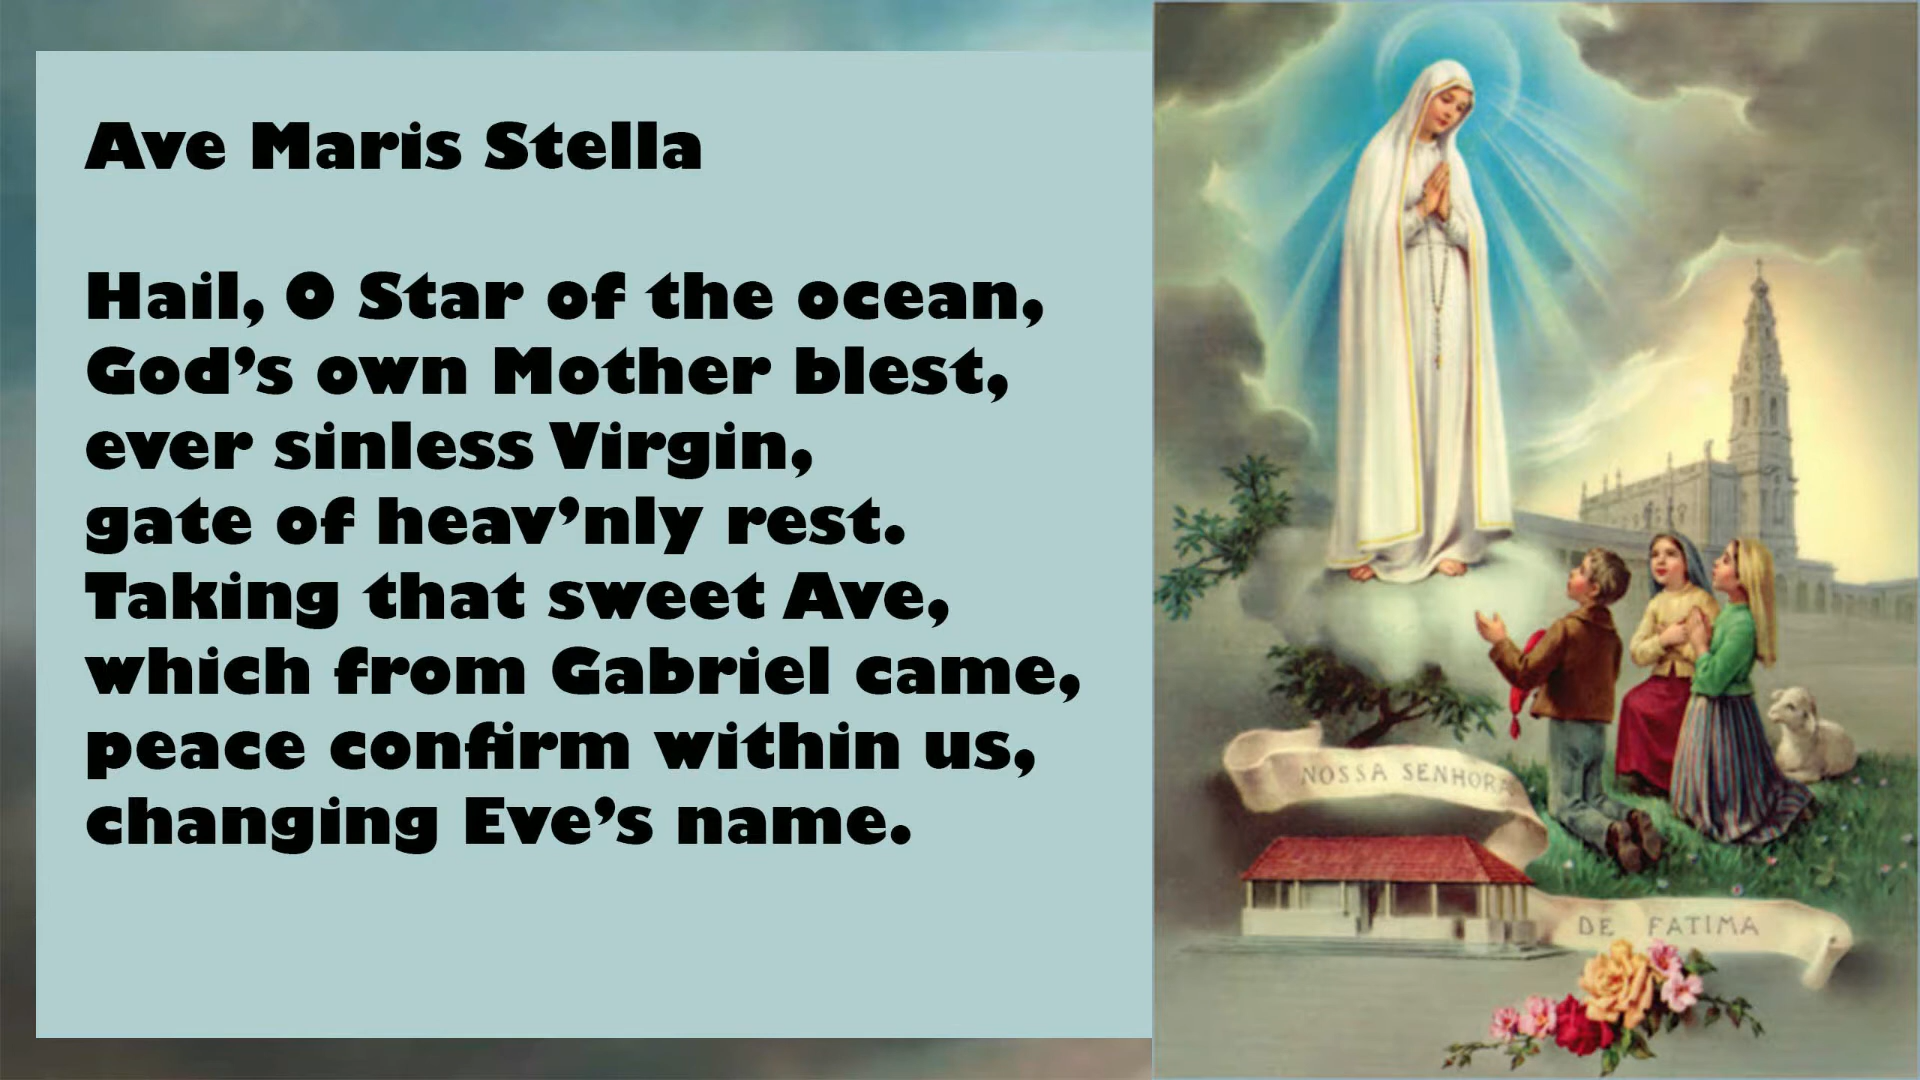 Ave Maris Stella
Hail, O Star of the ocean,
God’s own Mother blest,
ever sinless Virgin,
gate of heav’nly rest.
Taking that sweet Ave,
which from Gabriel came,
peace confirm within us,
changing Eve’s name.
NOSSA SENHORA
DE FATIMA